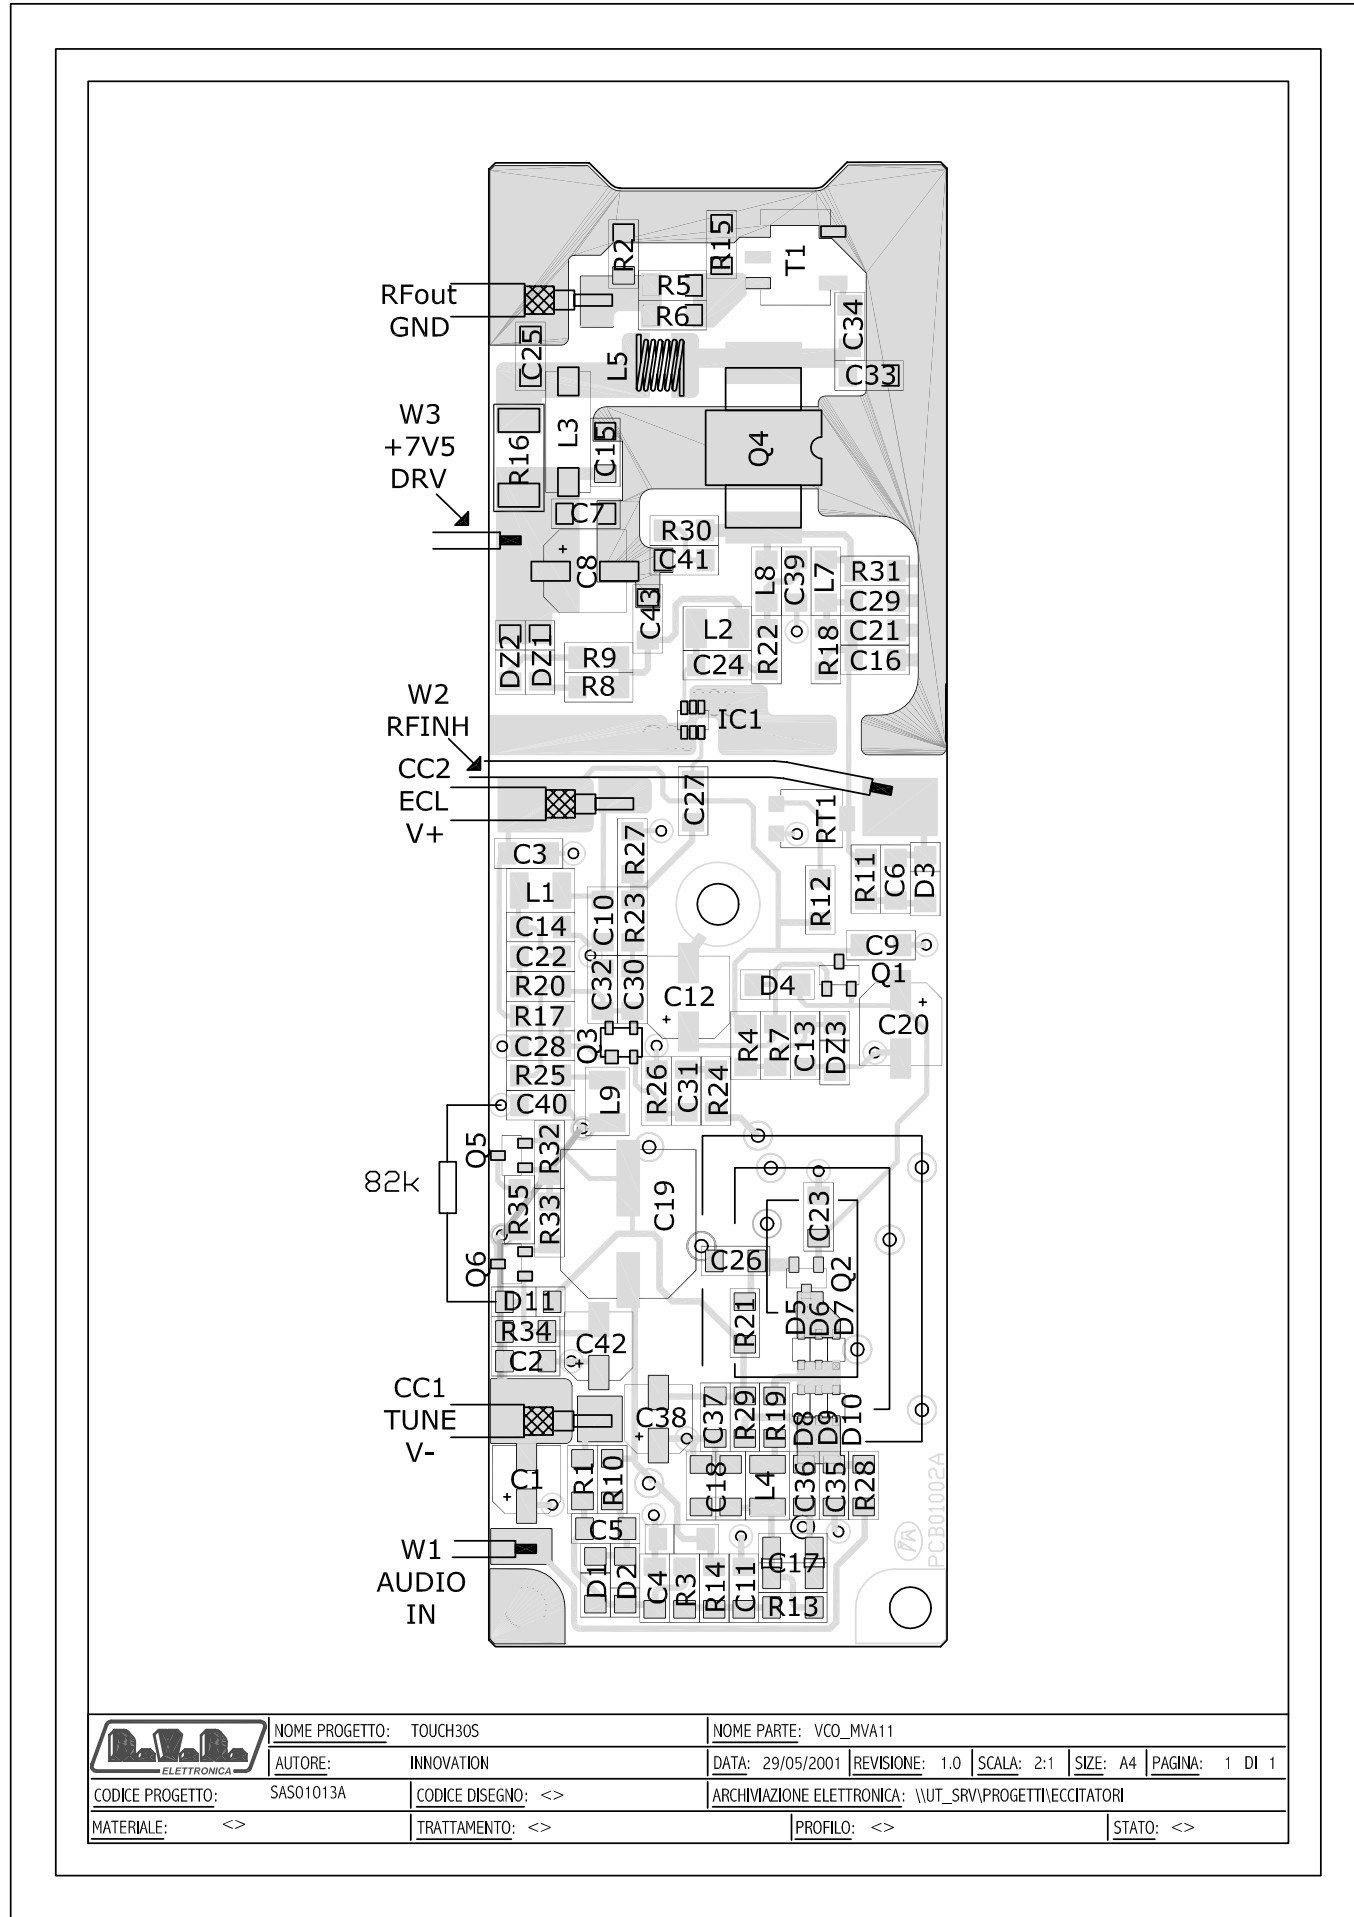 R2
R15
T1
RFout
GND
R5
R6
C34
C25
L5
C33
W3
+7V5
DRV
R16
L3
C15
Q4
C7
R30
+
C8
C41
C43
L8
C39
L7
R31
C29
C21
C16
L2
C24
R22
R18
DZ2
DZ1
R9
R8
W2
RFINH
IC1
CC2
ECL
V+
C27
RT1
C3
R27
L1
R12
R11
C6
D3
C14
C10
R23
C22
C9
R20
C32
C30
C12
+
D4
Q1
R17
+
C20
C28
Q3
R4
R7
C13
DZ3
R25
C40
L9
R26
C31
R24
Q5
R32
82k
R35
R33
C19
C23
Q6
C26
Q2
D11
R34
C2
C42
+
R21
D5
D6
D7
CC1
TUNE
V-
C38
+
C37
R29
R19
D8
D9
D10
C1
+
R1
R10
C18
L4
C36
C35
R28
PCB01002A
C5
W1
AUDIO
IN
D1
D2
C4
R3
R14
C11
C17
R13
D.V.R.
ELETTRONICA
NOME PROGETTO: TOUCH30S
NOME PARTE: VCO_MVA11
AUTORE: INNOVATION
DATA: 29/05/2001
REVISIONE: 1.0
SCALA: 2:1
SIZE: A4
PAGINA: 1 DI 1
CODICE PROGETTO: SAS01013A
CODICE DISEGNO: <>
ARCHIVIAZIONE ELETTRONICA: \\UT_SRV\PROGETTI\ECCITATORI
MATERIALE: <>
TRATTAMENTO: <>
PROFILO: <>
STATO: <>